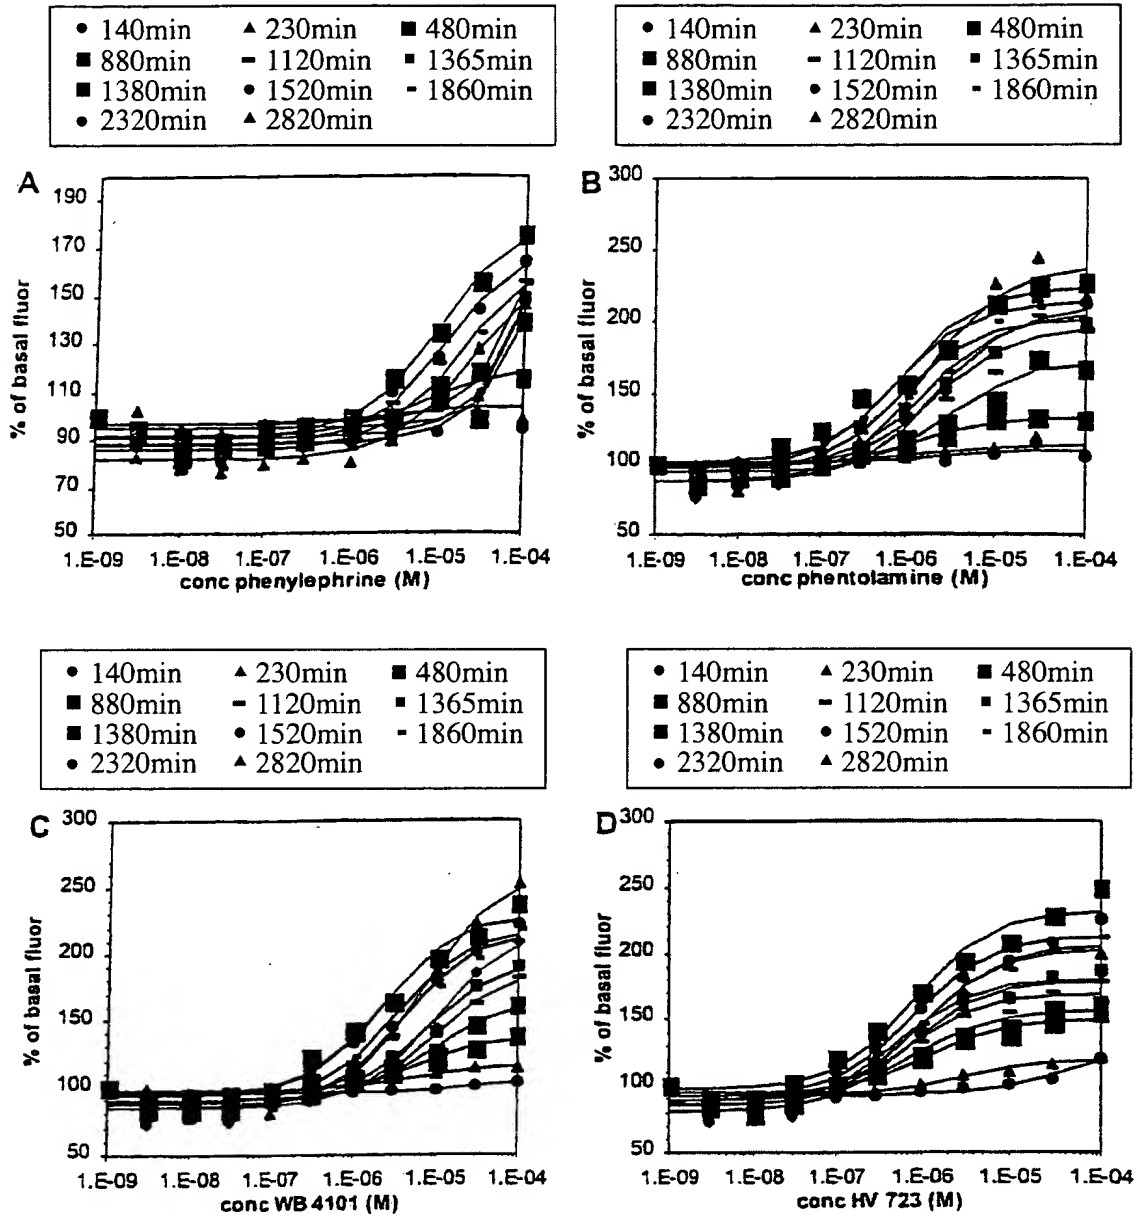 140min 230min 480min
880min 1120min 1365min
1380min 1520min 1860min
2320min 2820min
140min 230min 480min
880min 1120min 1365min
1380min 1520min 1860min
2320min 2820min
A
190
170
150
130
110
90
70
50
% of basal fluor
1.E-09 1.E-08 1.E-07 1.E-06 1.E-05 1.E-04
conc phenylephrine (M)
B
300
250
200
150
100
50
% of basal fluor
1.E-09 1.E-08 1.E-07 1.E-06 1.E-05 1.E-04
conc phentolamine (M)
140min 230min 480min
880min 1120min 1365min
1380min 1520min 1860min
2320min 2820min
140min 230min 480min
880min 1120min 1365min
1380min 1520min 1860min
2320min 2820min
C
300
250
200
150
100
50
% of basal fluor
1.E-09 1.E-08 1.E-07 1.E-06 1.E-05 1.E-04
conc WB 4101 (M)
D
300
250
200
150
100
50
% of basal fluor
1.E-09 1.E-08 1.E-07 1.E-06 1.E-05 1.E-04
conc HV 723 (M)